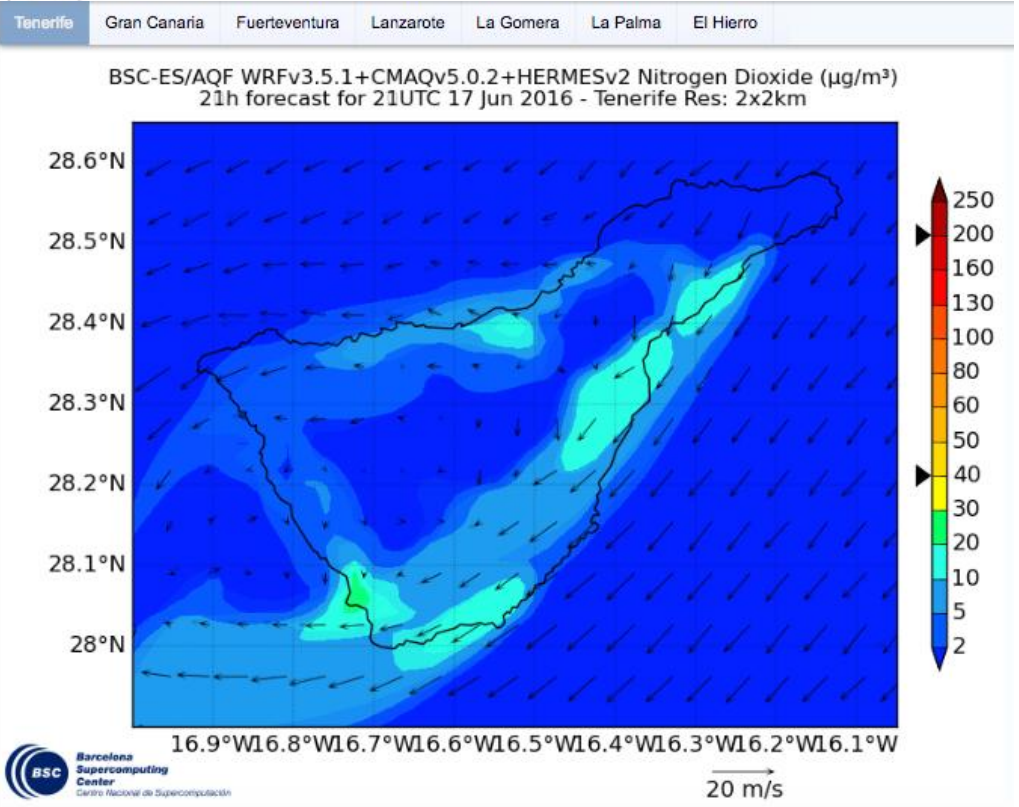 Tenerife Gran Canaria Fuerteventura Lanzarote La Gomera La Palma El Hierro
BSC-ES/AQF WRFv3.5.1+CMAQv5.0.2+HERMESv2 Nitrogen Dioxide (µg/m³)
21h forecast for 21UTC 17 Jun 2016 - Tenerife Res: 2x2km
28.6°N
28.5°N
28.4°N
28.3°N
28.2°N
28.1°N
28°N
250
200
160
130
100
80
60
50
40
30
20
10
5
2
16.9°W16.8°W16.7°W16.6°W16.5°W16.4°W16.3°W16.2°W16.1°W
20 m/s
BSC
Barcelona
Supercomputing
Center
Centro Nacional de Supercomputación